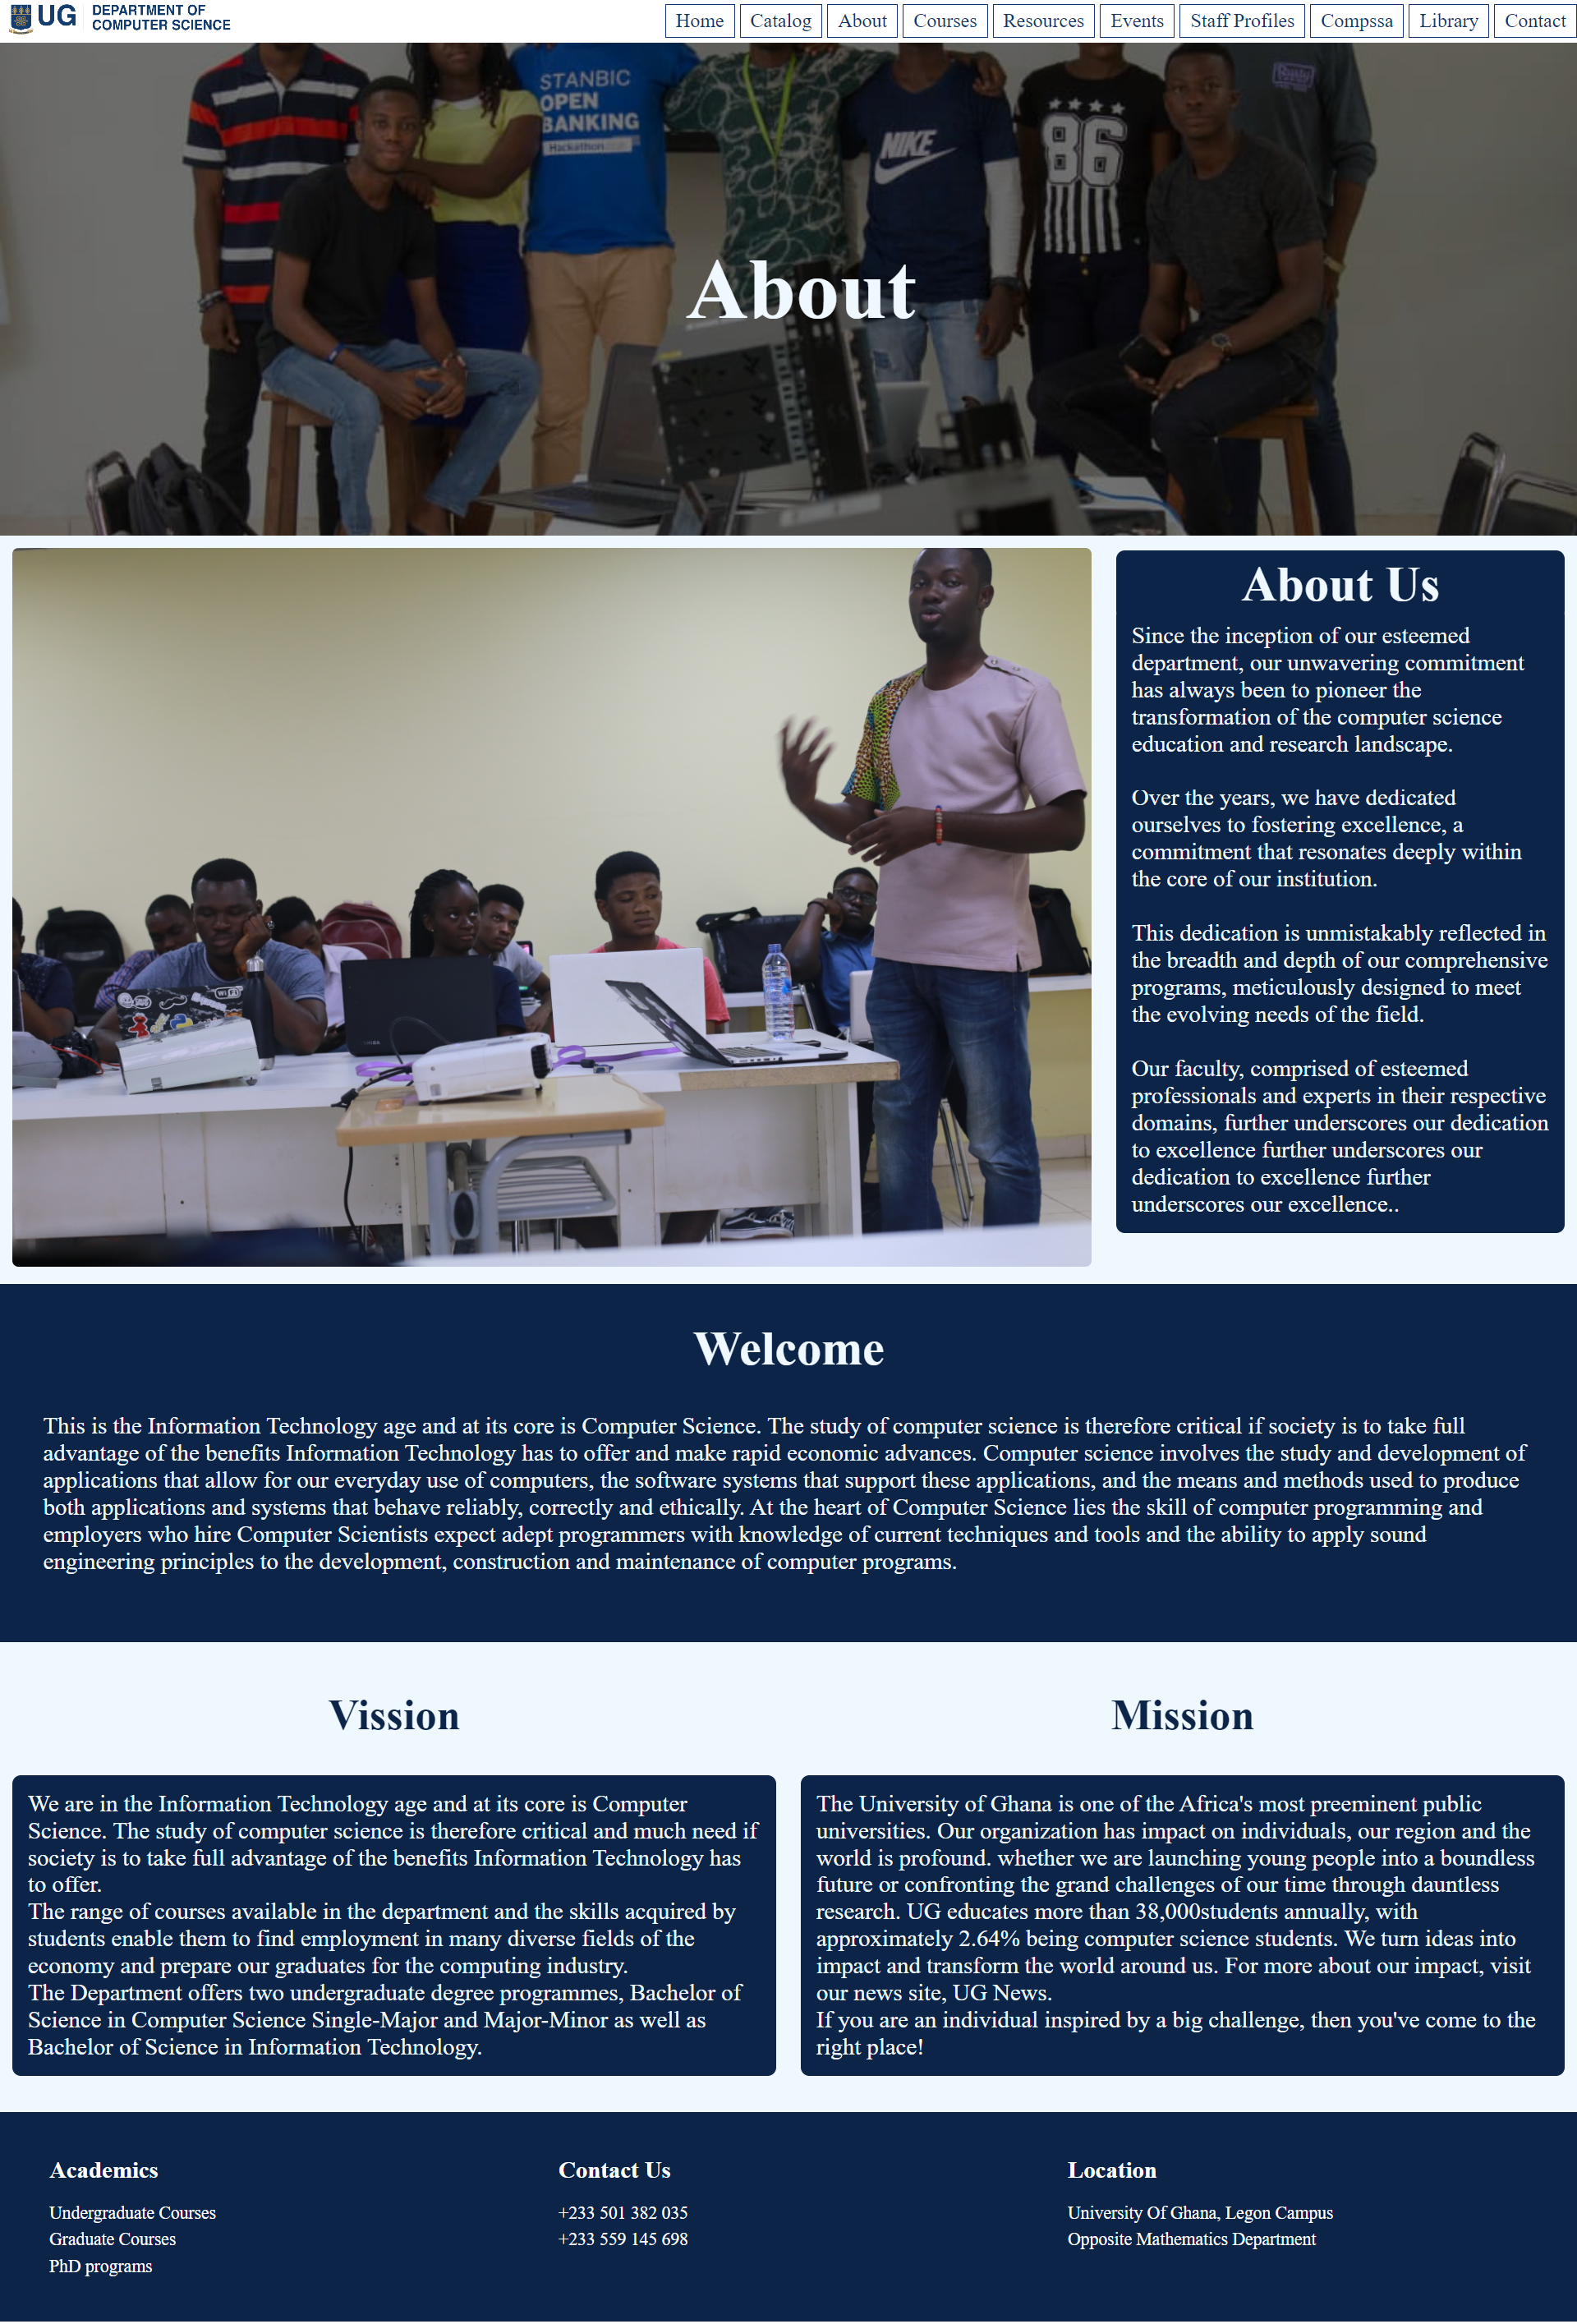 UG DEPARTMENT OF
COMPUTER SCIENCE
Home Catalog About Courses Resources Events Staff Profiles Compssa Library Contact
STANBIC
OPEN
BANKING
Hackathon
NIKE
86
About
About Us
Since the inception of our esteemed
department, our unwavering commitment
has always been to pioneer the
transformation of the computer science
education and research landscape.
Over the years, we have dedicated
ourselves to fostering excellence, a
commitment that resonates deeply within
the core of our institution.
This dedication is unmistakably reflected in
the breadth and depth of our comprehensive
programs, meticulously designed to meet
the evolving needs of the field.
Our faculty, comprised of esteemed
professionals and experts in their respective
domains, further underscores our dedication
to excellence further underscores our
dedication to excellence further
underscores our excellence..
Welcome
This is the Information Technology age and at its core is Computer Science. The study of computer science is therefore critical if society is to take full
advantage of the benefits Information Technology has to offer and make rapid economic advances. Computer science involves the study and development of
applications that allow for our everyday use of computers, the software systems that support these applications, and the means and methods used to produce
both applications and systems that behave reliably, correctly and ethically. At the heart of Computer Science lies the skill of computer programming and
employers who hire Computer Scientists expect adept programmers with knowledge of current techniques and tools and the ability to apply sound
engineering principles to the development, construction and maintenance of computer programs.
Vission
We are in the Information Technology age and at its core is Computer
Science. The study of computer science is therefore critical and much need if
society is to take full advantage of the benefits Information Technology has
to offer.
The range of courses available in the department and the skills acquired by
students enable them to find employment in many diverse fields of the
economy and prepare our graduates for the computing industry.
The Department offers two undergraduate degree programmes, Bachelor of
Science in Computer Science Single-Major and Major-Minor as well as
Bachelor of Science in Information Technology.
Mission
The University of Ghana is one of the Africa's most preeminent public
universities. Our organization has impact on individuals, our region and the
world is profound. whether we are launching young people into a boundless
future or confronting the grand challenges of our time through dauntless
research. UG educates more than 38,000students annually, with
approximately 2.64% being computer science students. We turn ideas into
impact and transform the world around us. For more about our impact, visit
our news site, UG News.
If you are an individual inspired by a big challenge, then you've come to the
right place!
Academics
Undergraduate Courses
Graduate Courses
PhD programs
Contact Us
+233 501 382 035
+233 559 145 698
Location
University Of Ghana, Legon Campus
Opposite Mathematics Department